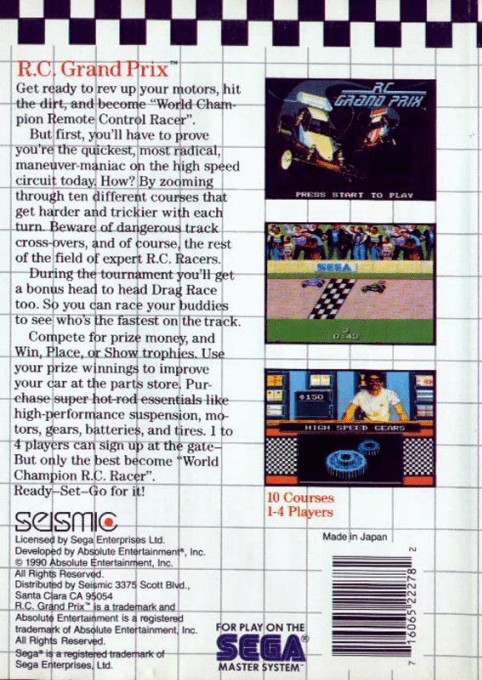 R.C. Grand Prix™
Get ready to rev up your motors, hit
the dirt, and become “World Cham-
pion Remote Control Racer”.
But first, you’ll have to prove
you’re the quickest, most radical,
maneuver-maniac on the high speed
circuit today. How? By zooming
through ten different courses that
get harder and trickier with each
turn. Beware of dangerous track
cross-overs, and of course, the rest
of the field of expert R.C. Racers.
During the tournament you’ll get
a bonus head to head Drag Race
too. So you can race your buddies
to see who’s the fastest on the track.
Compete for prize money, and
Win, Place, or Show trophies. Use
your prize winnings to improve
your car at the parts store. Pur-
chase super hot-rod essentials like
high-performance suspension, mo-
tors, gears, batteries, and tires. 1 to
4 players can sign up at the gate–
But only the best become “World
Champion R.C. Racer”.
Ready–Set–Go for it!
RC
GRAND PRIX
PRESS START TO PLAY
SEGA
0:40
$150
HIGH SPEED GEARS
10 Courses
1-4 Players
SEISMIC
Licensed by Sega Enterprises Ltd.
Developed by Absolute Entertainment®, Inc.
© 1990 Absolute Entertainment, Inc.
All Rights Reserved.
Distributed by Seismic 3375 Scott Blvd.,
Santa Clara CA 95054
R.C. Grand Prix™ is a trademark and
Absolute Entertainment is a registered
trademark of Absolute Entertainment, Inc.
All Rights Reserved.
Sega® is a registered trademark of
Sega Enterprises, Ltd.
FOR PLAY ON THE
SEGA®
MASTER SYSTEM™
Made in Japan
7 16065 22278 2